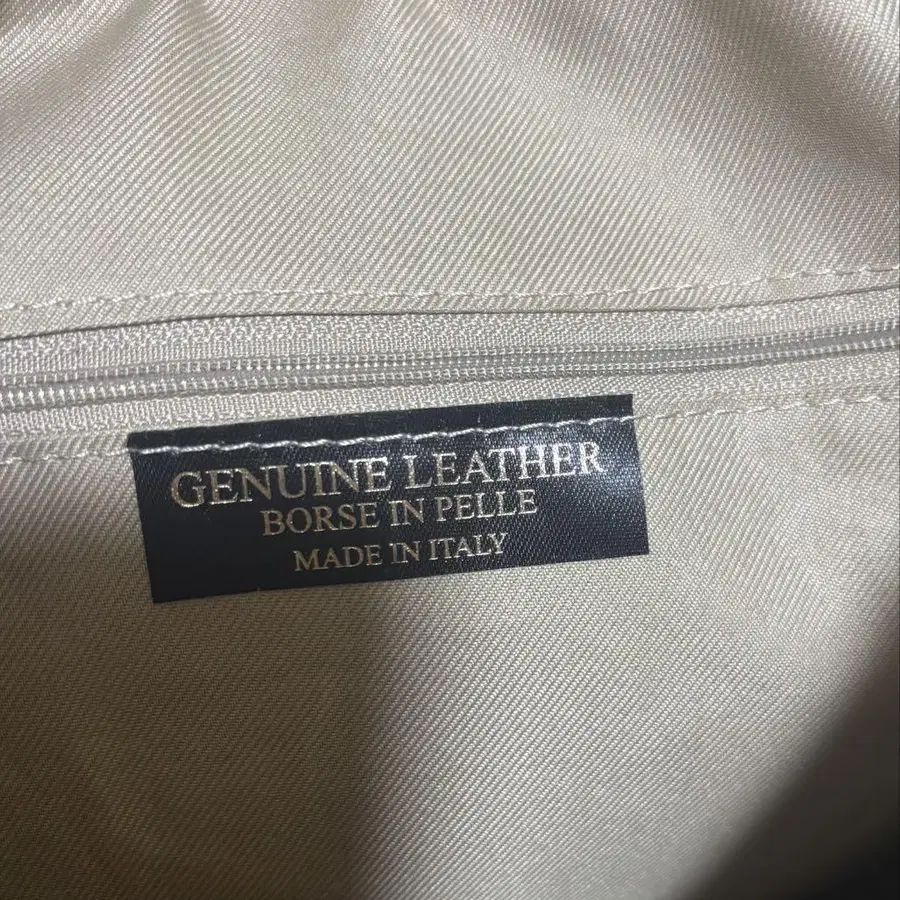 GENUINE LEATHER
BORSE IN PELLE
MADE IN ITALY